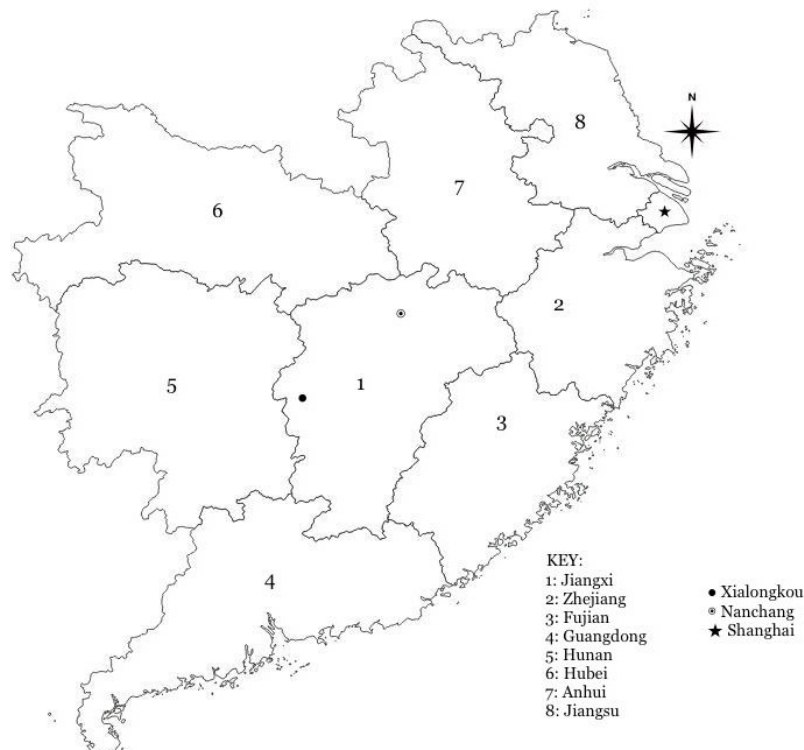 N
8
7
6
2
1
5
3
4
KEY:
1: Jiangxi
2: Zhejiang
3: Fujian
4: Guangdong
5: Hunan
6: Hubei
7: Anhui
8: Jiangsu
Xialongkou
Nanchang
Shanghai